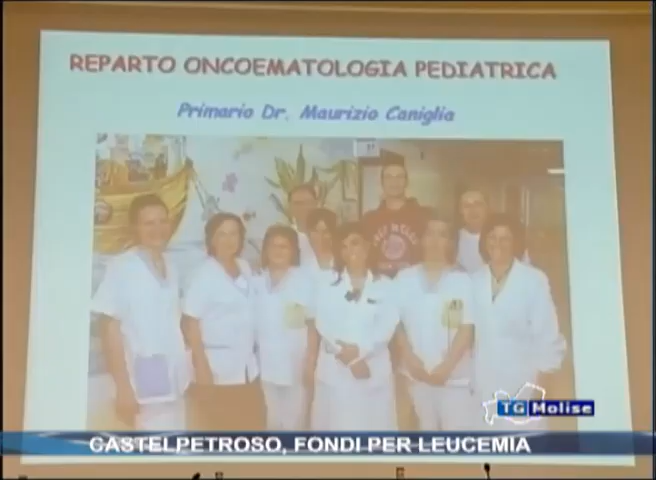 REPARTO ONCOEMATOLOGIA PEDIATRICA
Primario Dr. Maurizio Caniglia
TG Molise
CASTELPETROSO, FONDI PER LEUCEMIA